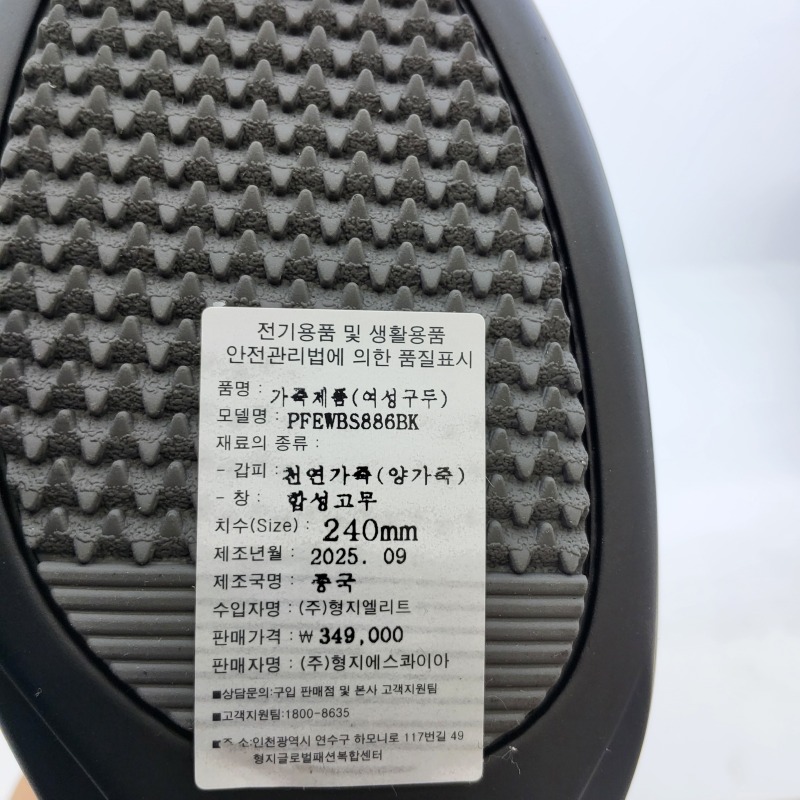 전기용품 및 생활용품
안전관리법에 의한 품질표시
품명 : 가죽제품(여성구두)
모델명 : PFEWBS886BK
재료의 종류 :
- 갑피 : 천연가죽(양가죽)
- 창 : 합성고무
치수(Size) : 240mm
제조년월 : 2025. 09
제조국명 : 중국
수입자명 : (주)형지엘리트
판매가격 : ₩ 349,000
판매자명 : (주)형지에스콰이아
■상담문의:구입 판매점 및 본사 고객지원팀
■고객지원팀:1800-8635
■주 소:인천광역시 연수구 하모니로 117번길 49
형지글로벌패션복합센터